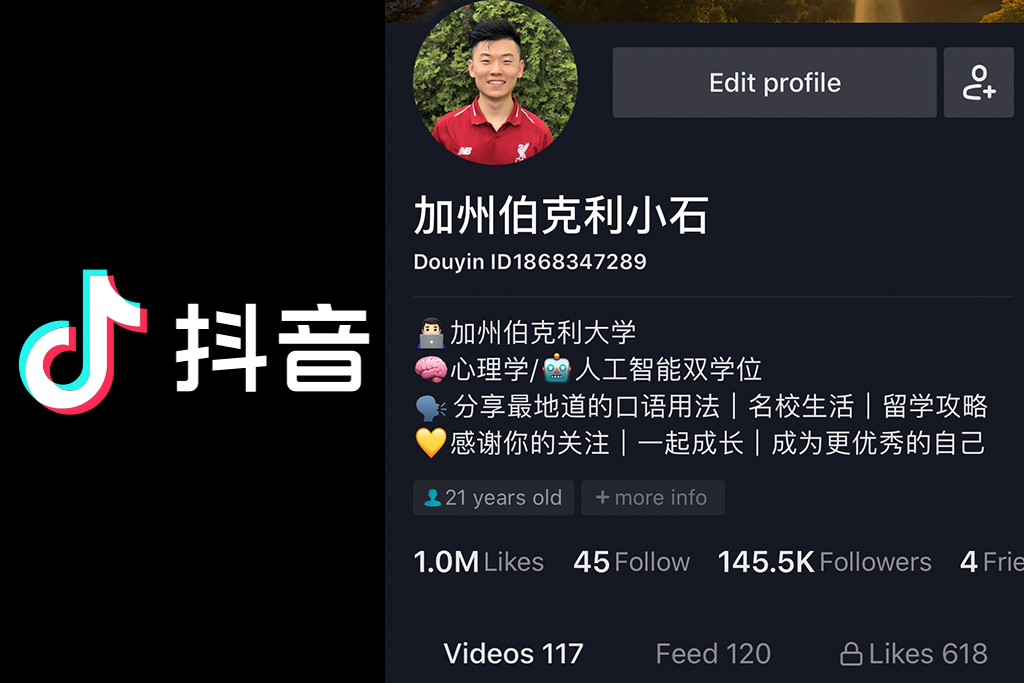 抖音
Edit profile
加州伯克利小石
Douyin ID1868347289
加州伯克利大学
心理学/人工智能双学位
分享最地道的口语用法｜名校生活｜留学攻略
感谢你的关注｜一起成长｜成为更优秀的自己
21 years old + more info
1.0M Likes 45 Follow 145.5K Followers 4 Frie
Videos 117 Feed 120 Likes 618